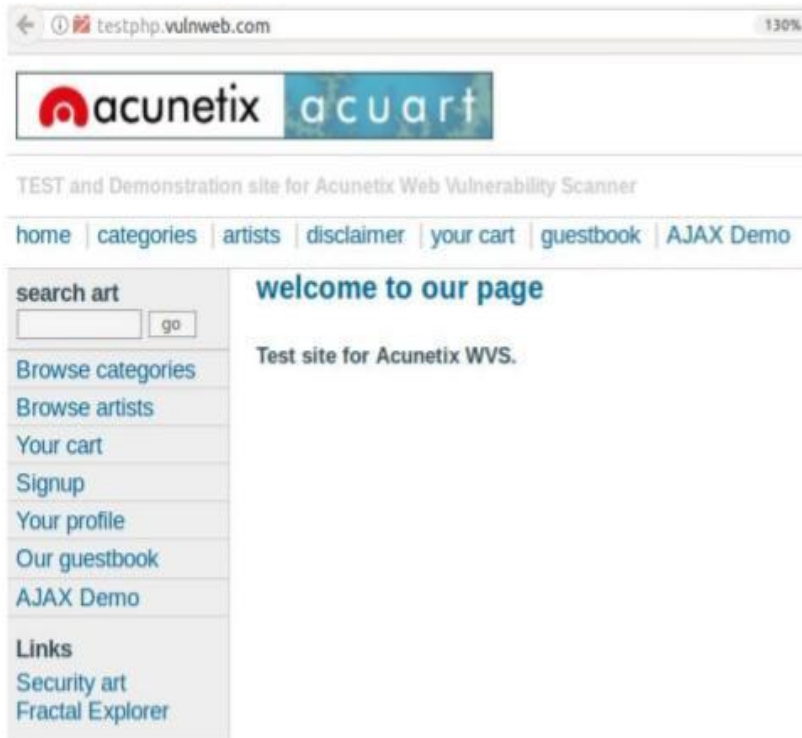 testphp.vulnweb.com 130%
acunetix acuart
TEST and Demonstration site for Acunetix Web Vulnerability Scanner
home | categories | artists | disclaimer | your cart | guestbook | AJAX Demo
search art
go
Browse categories
Browse artists
Your cart
Signup
Your profile
Our guestbook
AJAX Demo
Links
Security art
Fractal Explorer
welcome to our page
Test site for Acunetix WVS.